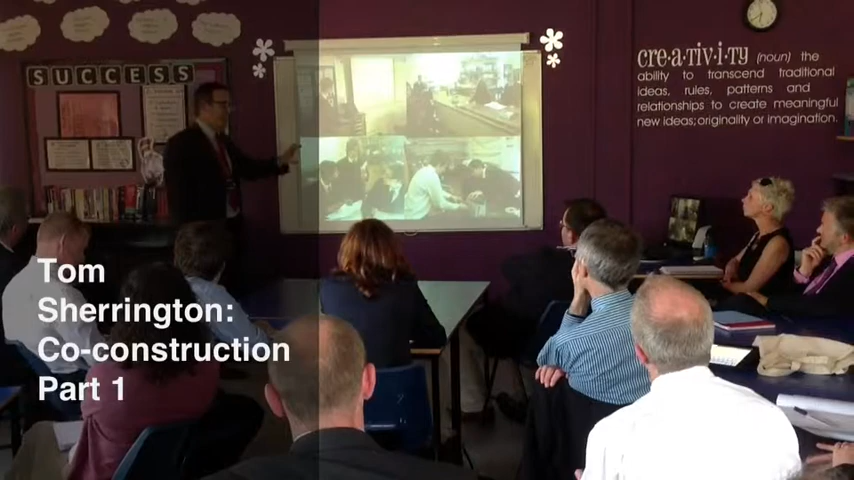 SUCCESS
cre·a·tiv·i·ty (noun) the
ability to transcend traditional
ideas, rules, patterns and
relationships to create meaningful
new ideas;originality or imagination.
Tom
Sherrington:
Co-construction
Part 1